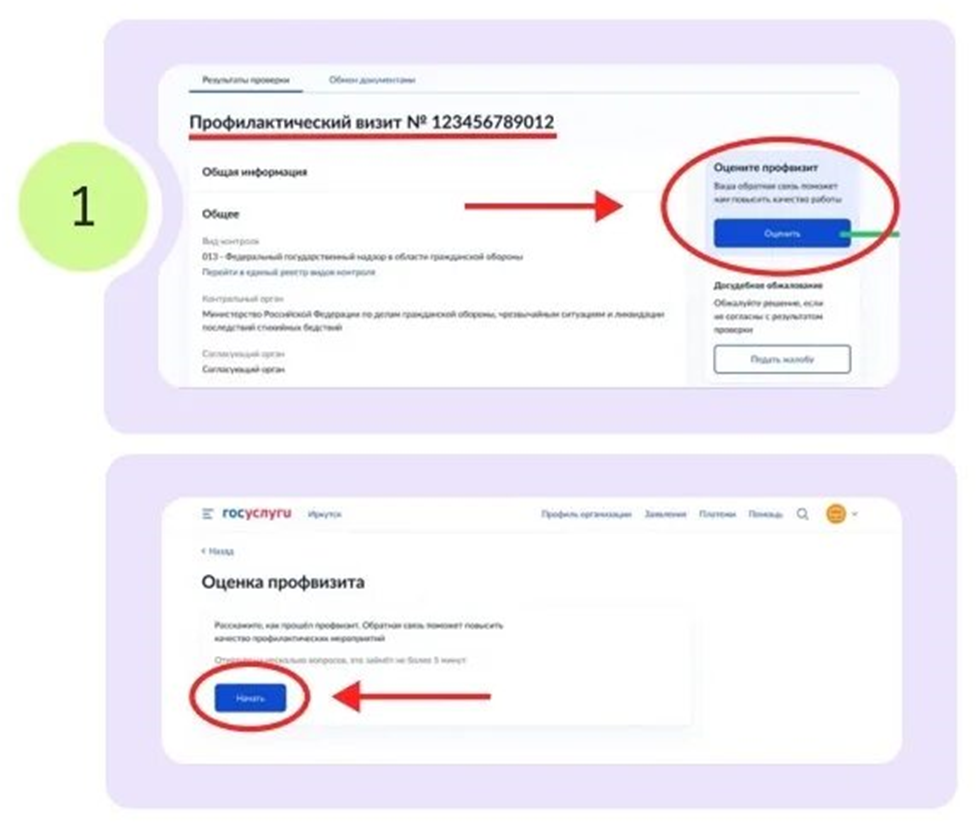 1
Результаты проверки
Обмен документами
Профилактический визит № 123456789012
Общая информация
Общее
Вид контроля
013 - Федеральный государственный надзор в области гражданской обороны
Перейти в единый реестр видов контроля
Контрольный орган
Министерство Российской Федерации по делам гражданской обороны, чрезвычайным ситуациям и ликвидации
последствий стихийных бедствий
Согласующий орган
Согласующий орган
Оцените профвизит
Ваша обратная связь поможет
нам повысить качество работы
Оценить
Досудебное обжалование
Обжалуйте решение, если
не согласны с результатом
проверки
Подать жалобу
госуслуги Иркутск Профиль организации Заявления Платежи Помощь
Назад
Оценка профвизита
Расскажите, как прошёл профвизит. Обратная связь поможет повысить
качество профилактических мероприятий
несколько вопросов, это займёт не более 5 минут
Начать